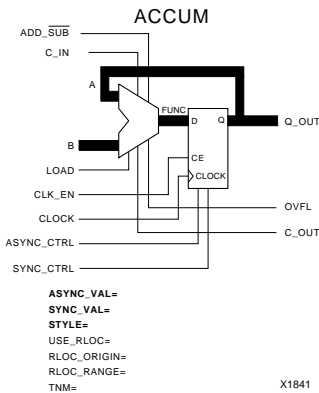 ACCUM
ADD_SUB
C_IN
A
FUNC
D
Q
Q_OUT
B
CE
LOAD
CLK_EN
CLOCK
CLOCK
OVFL
C_OUT
ASYNC_CTRL
SYNC_CTRL
ASYNC_VAL=
SYNC_VAL=
STYLE=
USE_RLOC=
RLOC_ORIGIN=
RLOC_RANGE=
TNM=
X1841